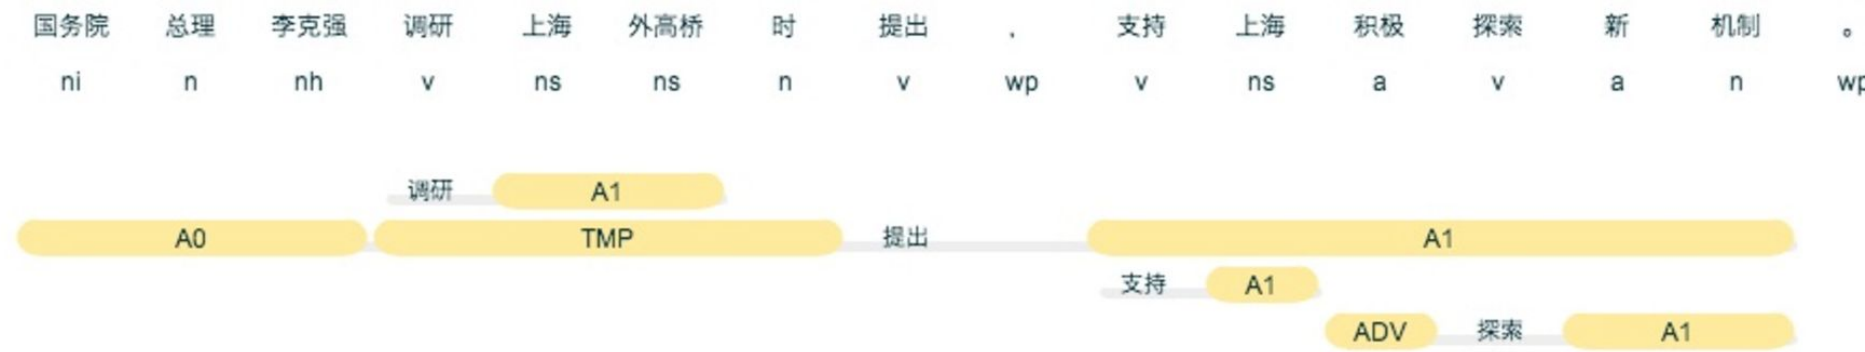 国务院 总理 李克强 调研 上海 外高桥 时 提出 , 支持 上海 积极 探索 新 机制 。
ni n nh v ns ns n v wp v ns a v a n wp
调研 A1
A0 TMP 提出 A1
支持 A1
ADV 探索 A1